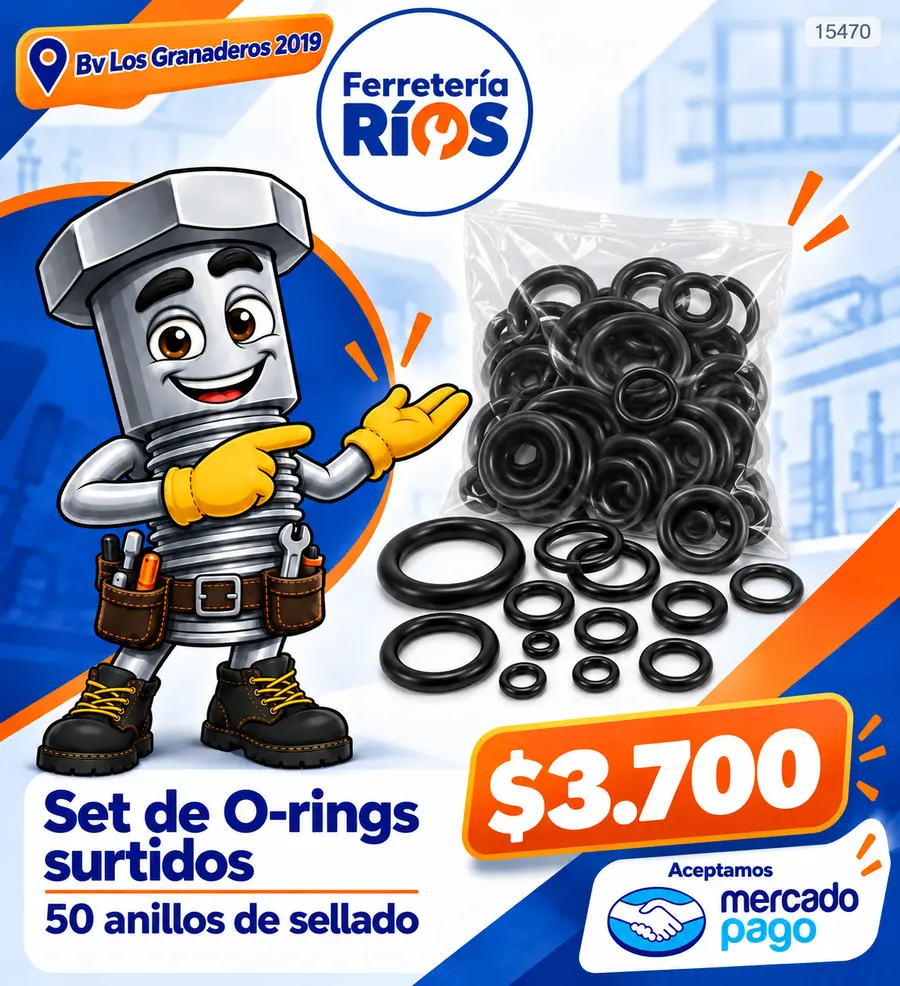 Bv Los Granaderos 2019
15470
Ferretería
RÍOS
$3.700
Set de O-rings
surtidos
50 anillos de sellado
Aceptamos
mercado
pago